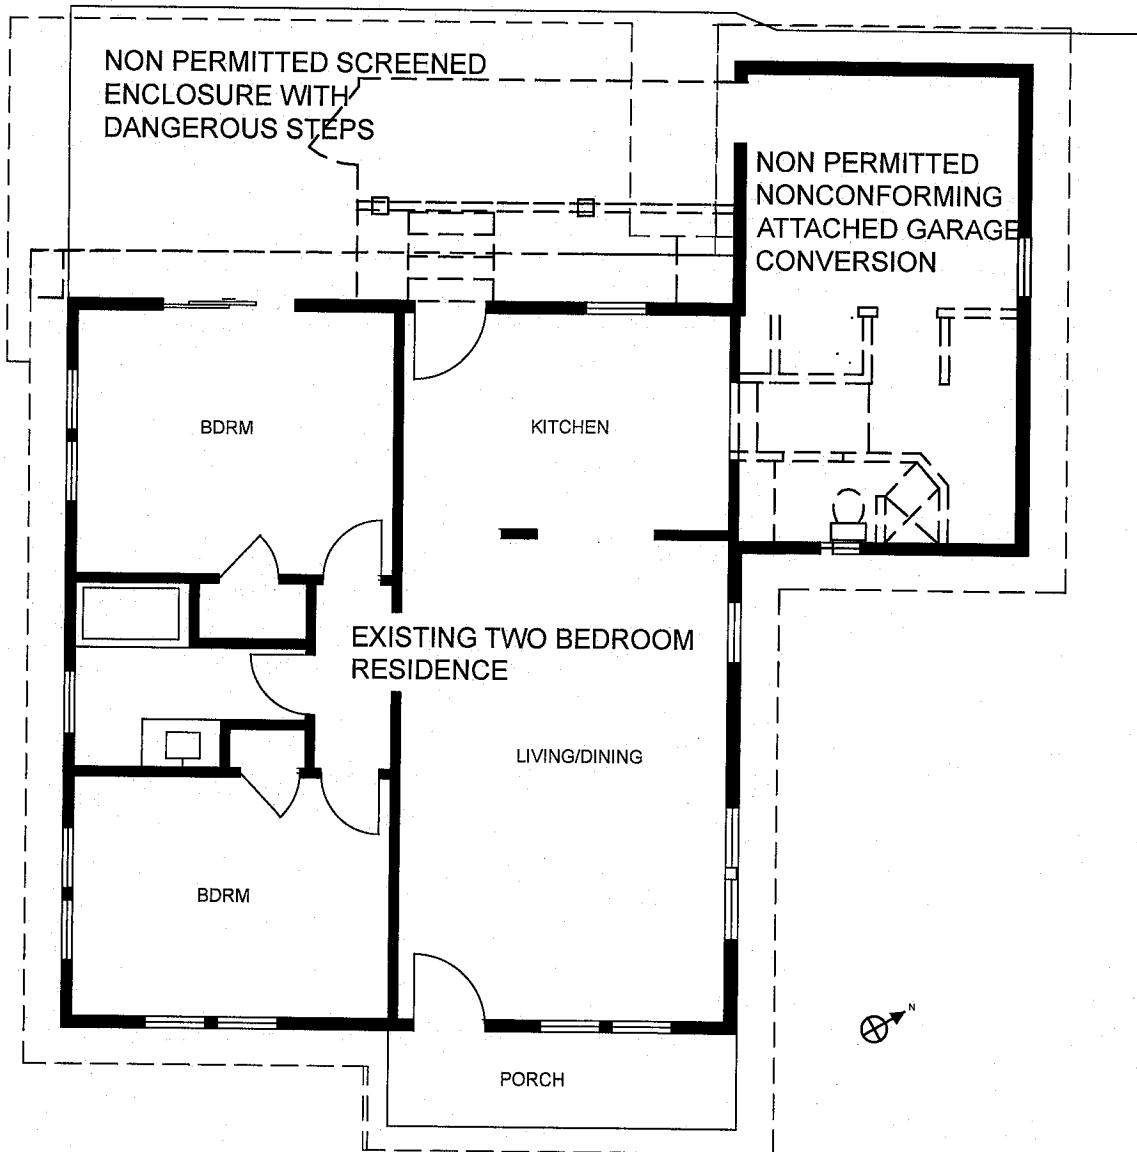 NON PERMITTED SCREENED
ENCLOSURE WITH
DANGEROUS STEPS
NON PERMITTED
NONCONFORMING
ATTACHED GARAGE
CONVERSION
BDRM
KITCHEN
EXISTING TWO BEDROOM
RESIDENCE
LIVING/DINING
BDRM
N
PORCH